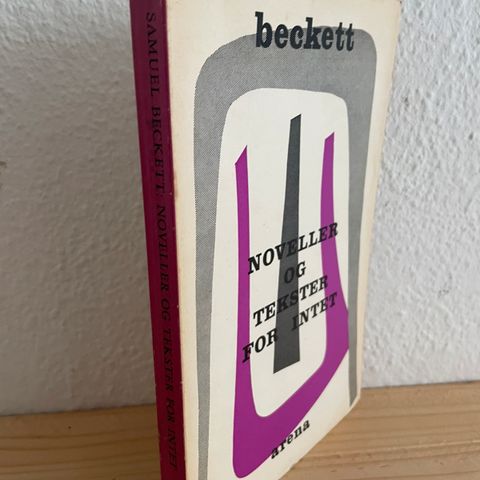 beckett
NOVELLER
OG
TEKSTER
FOR INTET
arena
SAMUEL BECKETT: NOVELLER OG TEKSTER FOR INTET